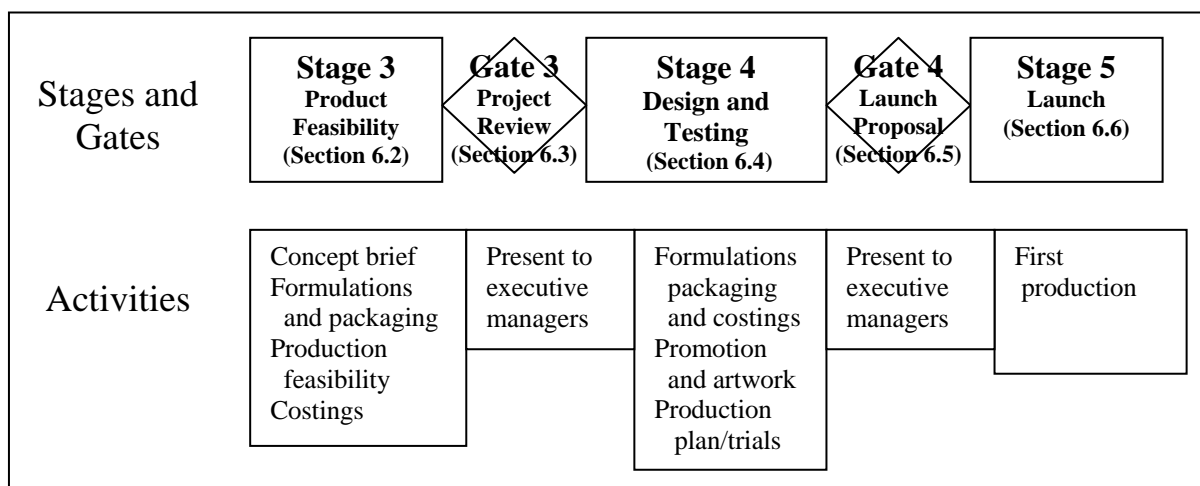 Stages and
Gates
Stage 3
Product
Feasibility
(Section 6.2)
Gate 3
Project
Review
(Section 6.3)
Stage 4
Design and
Testing
(Section 6.4)
Gate 4
Launch
Proposal
(Section 6.5)
Stage 5
Launch
(Section 6.6)
Activities
Concept brief
Formulations
and packaging
Production
feasibility
Costings
Present to
executive
managers
Formulations
packaging
and costings
Promotion
and artwork
Production
plan/trials
Present to
executive
managers
First
production